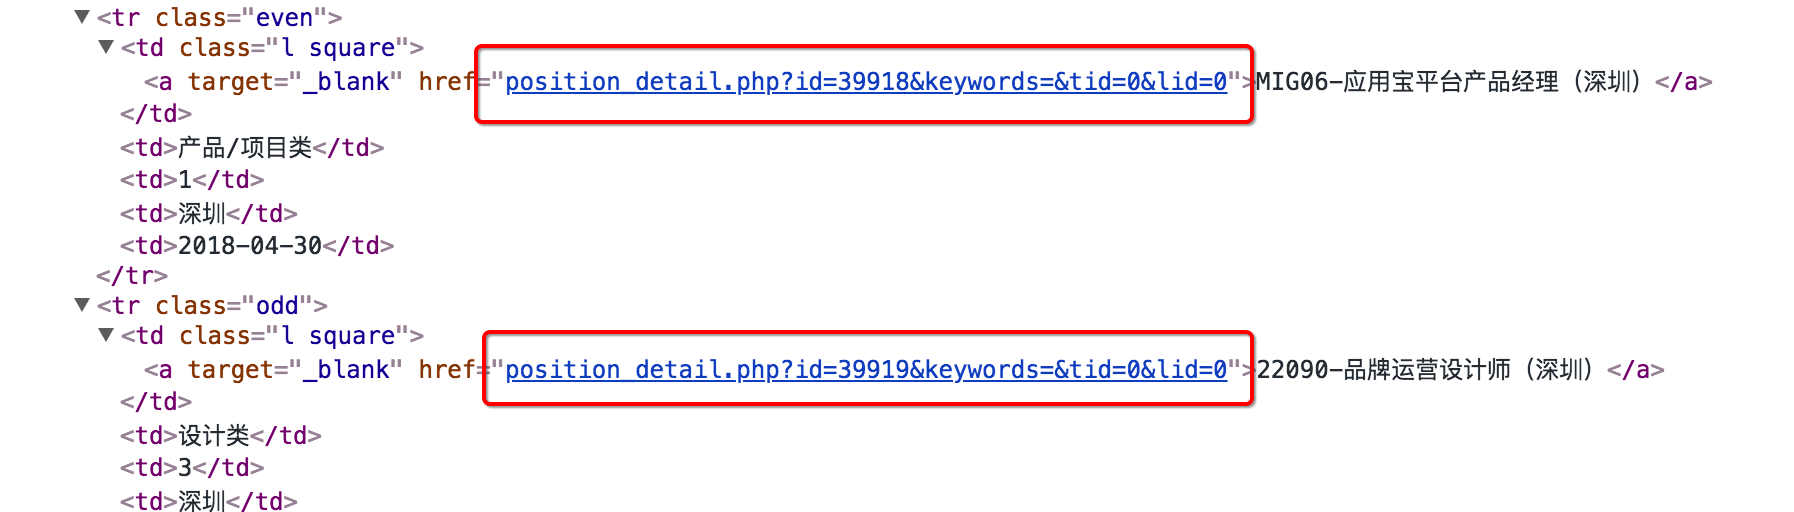 ▼<tr class="even">
▼<td class="l square">
<a target="_blank" href="position_detail.php?id=39918&keywords=&tid=0&lid=0">MIG06-应用宝平台产品经理（深圳）</a>
</td>
<td>产品/项目类</td>
<td>1</td>
<td>深圳</td>
<td>2018-04-30</td>
</tr>
▼<tr class="odd">
▼<td class="l square">
<a target="_blank" href="position_detail.php?id=39919&keywords=&tid=0&lid=0">22090-品牌运营设计师（深圳）</a>
</td>
<td>设计类</td>
<td>3</td>
<td>深圳</td>